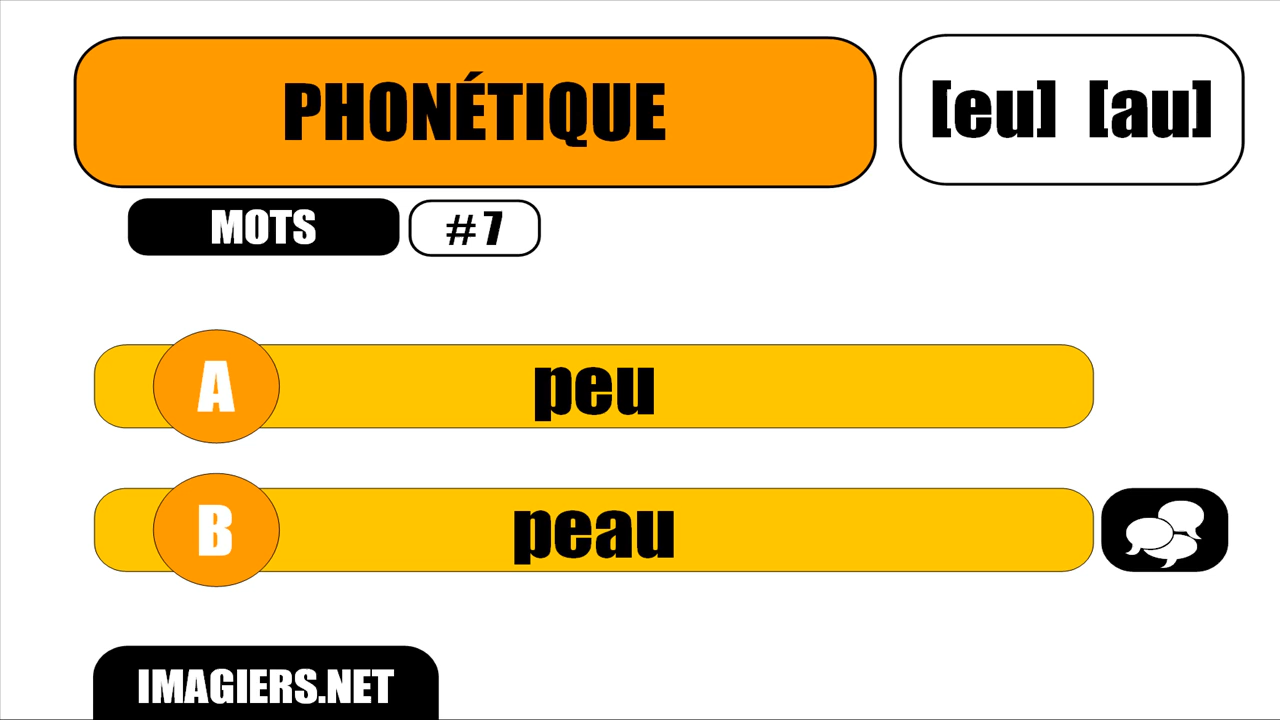 PHONÉTIQUE
[eu] [au]
MOTS
#7
A
peu
B
peau
IMAGIERS.NET